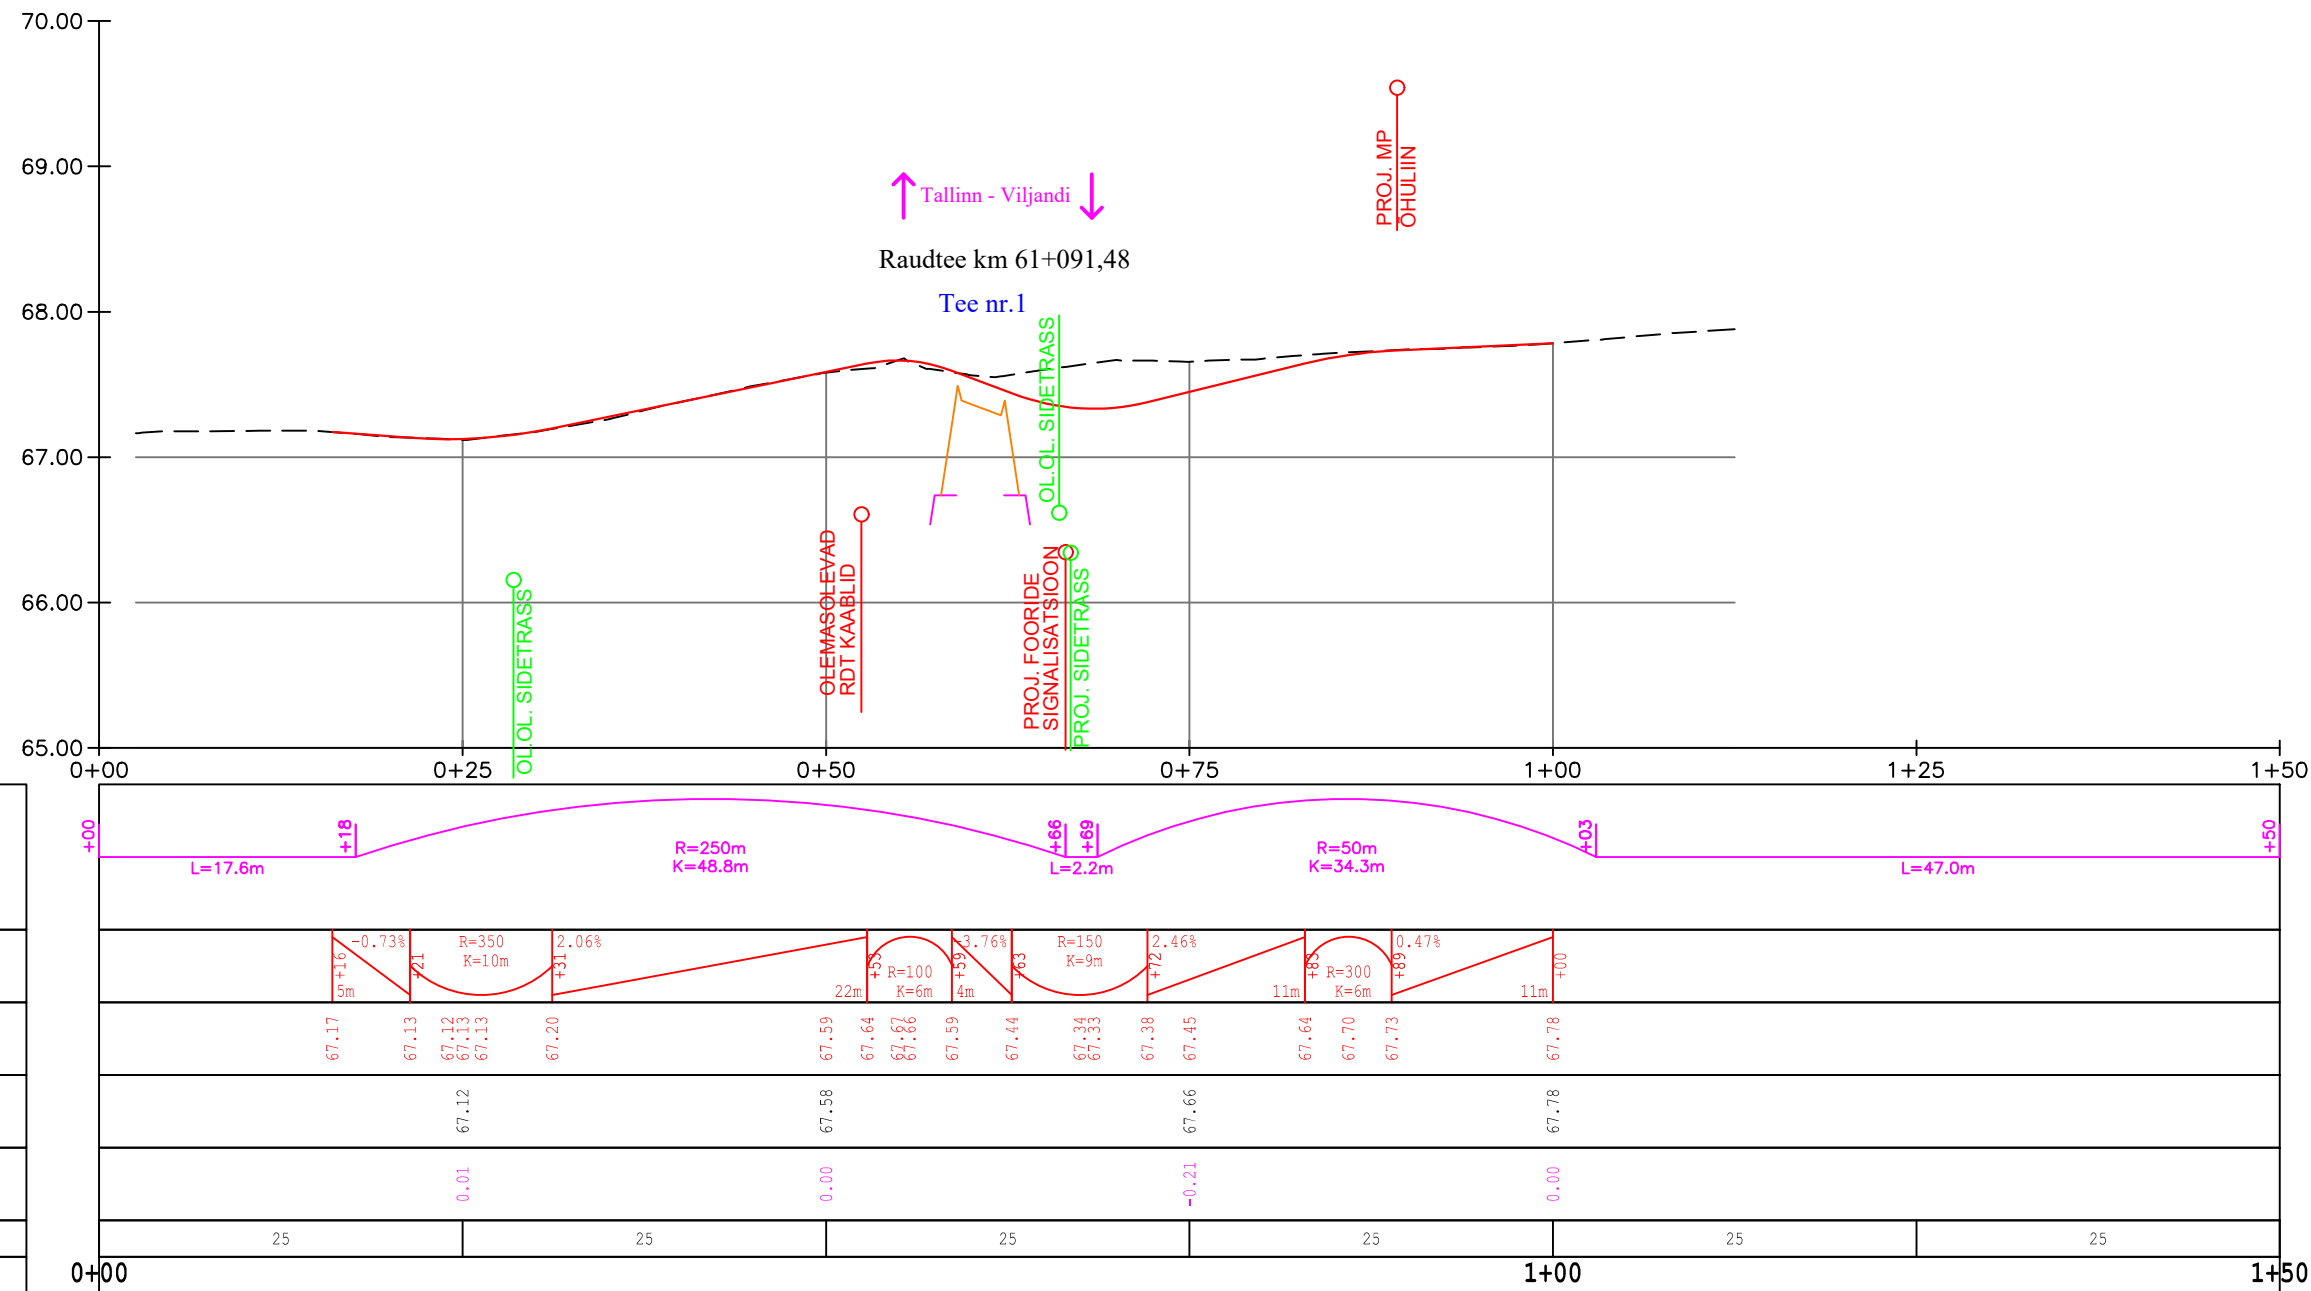 70.00
69.00
68.00
67.00
66.00
65.00
PROJ. MP
ÕHULIIN
Tallinn - Viljandi
Raudtee km 61+091,48
Tee nr.1
OL.OL. SIDETRASS
OLEMASOLEVAD
RDT KAABLID
PROJ. FOORIDE
SIGNALISATSIOON
PROJ. SIDETRASS
OL.OL. SIDETRASS
0+00 0+25 0+50 0+75 1+00 1+25 1+50
+00 +18 +66 +69 +03 +50
R=250m R=50m
L=17.6m K=48.8m L=2.2m K=34.3m L=47.0m
-0.73% R=350 2.06% -3.76% R=150 2.46% 0.47%
K=10m K=9m
+16 +21 +31 +53 +59 +63 +72 +83 +89 +00
R=100 R=300
5m 22m K=6m 4m 11m K=6m 11m
67.17 67.13 67.12 67.13 67.13 67.20 67.59 67.64 67.67 67.66 67.59 67.44 67.34 67.33 67.38 67.45 67.64 67.70 67.73 67.78
67.12 67.58 67.66 67.78
0.01 0.00 -0.21 0.00
25 25 25 25 25 25
0+00 1+00 1+50